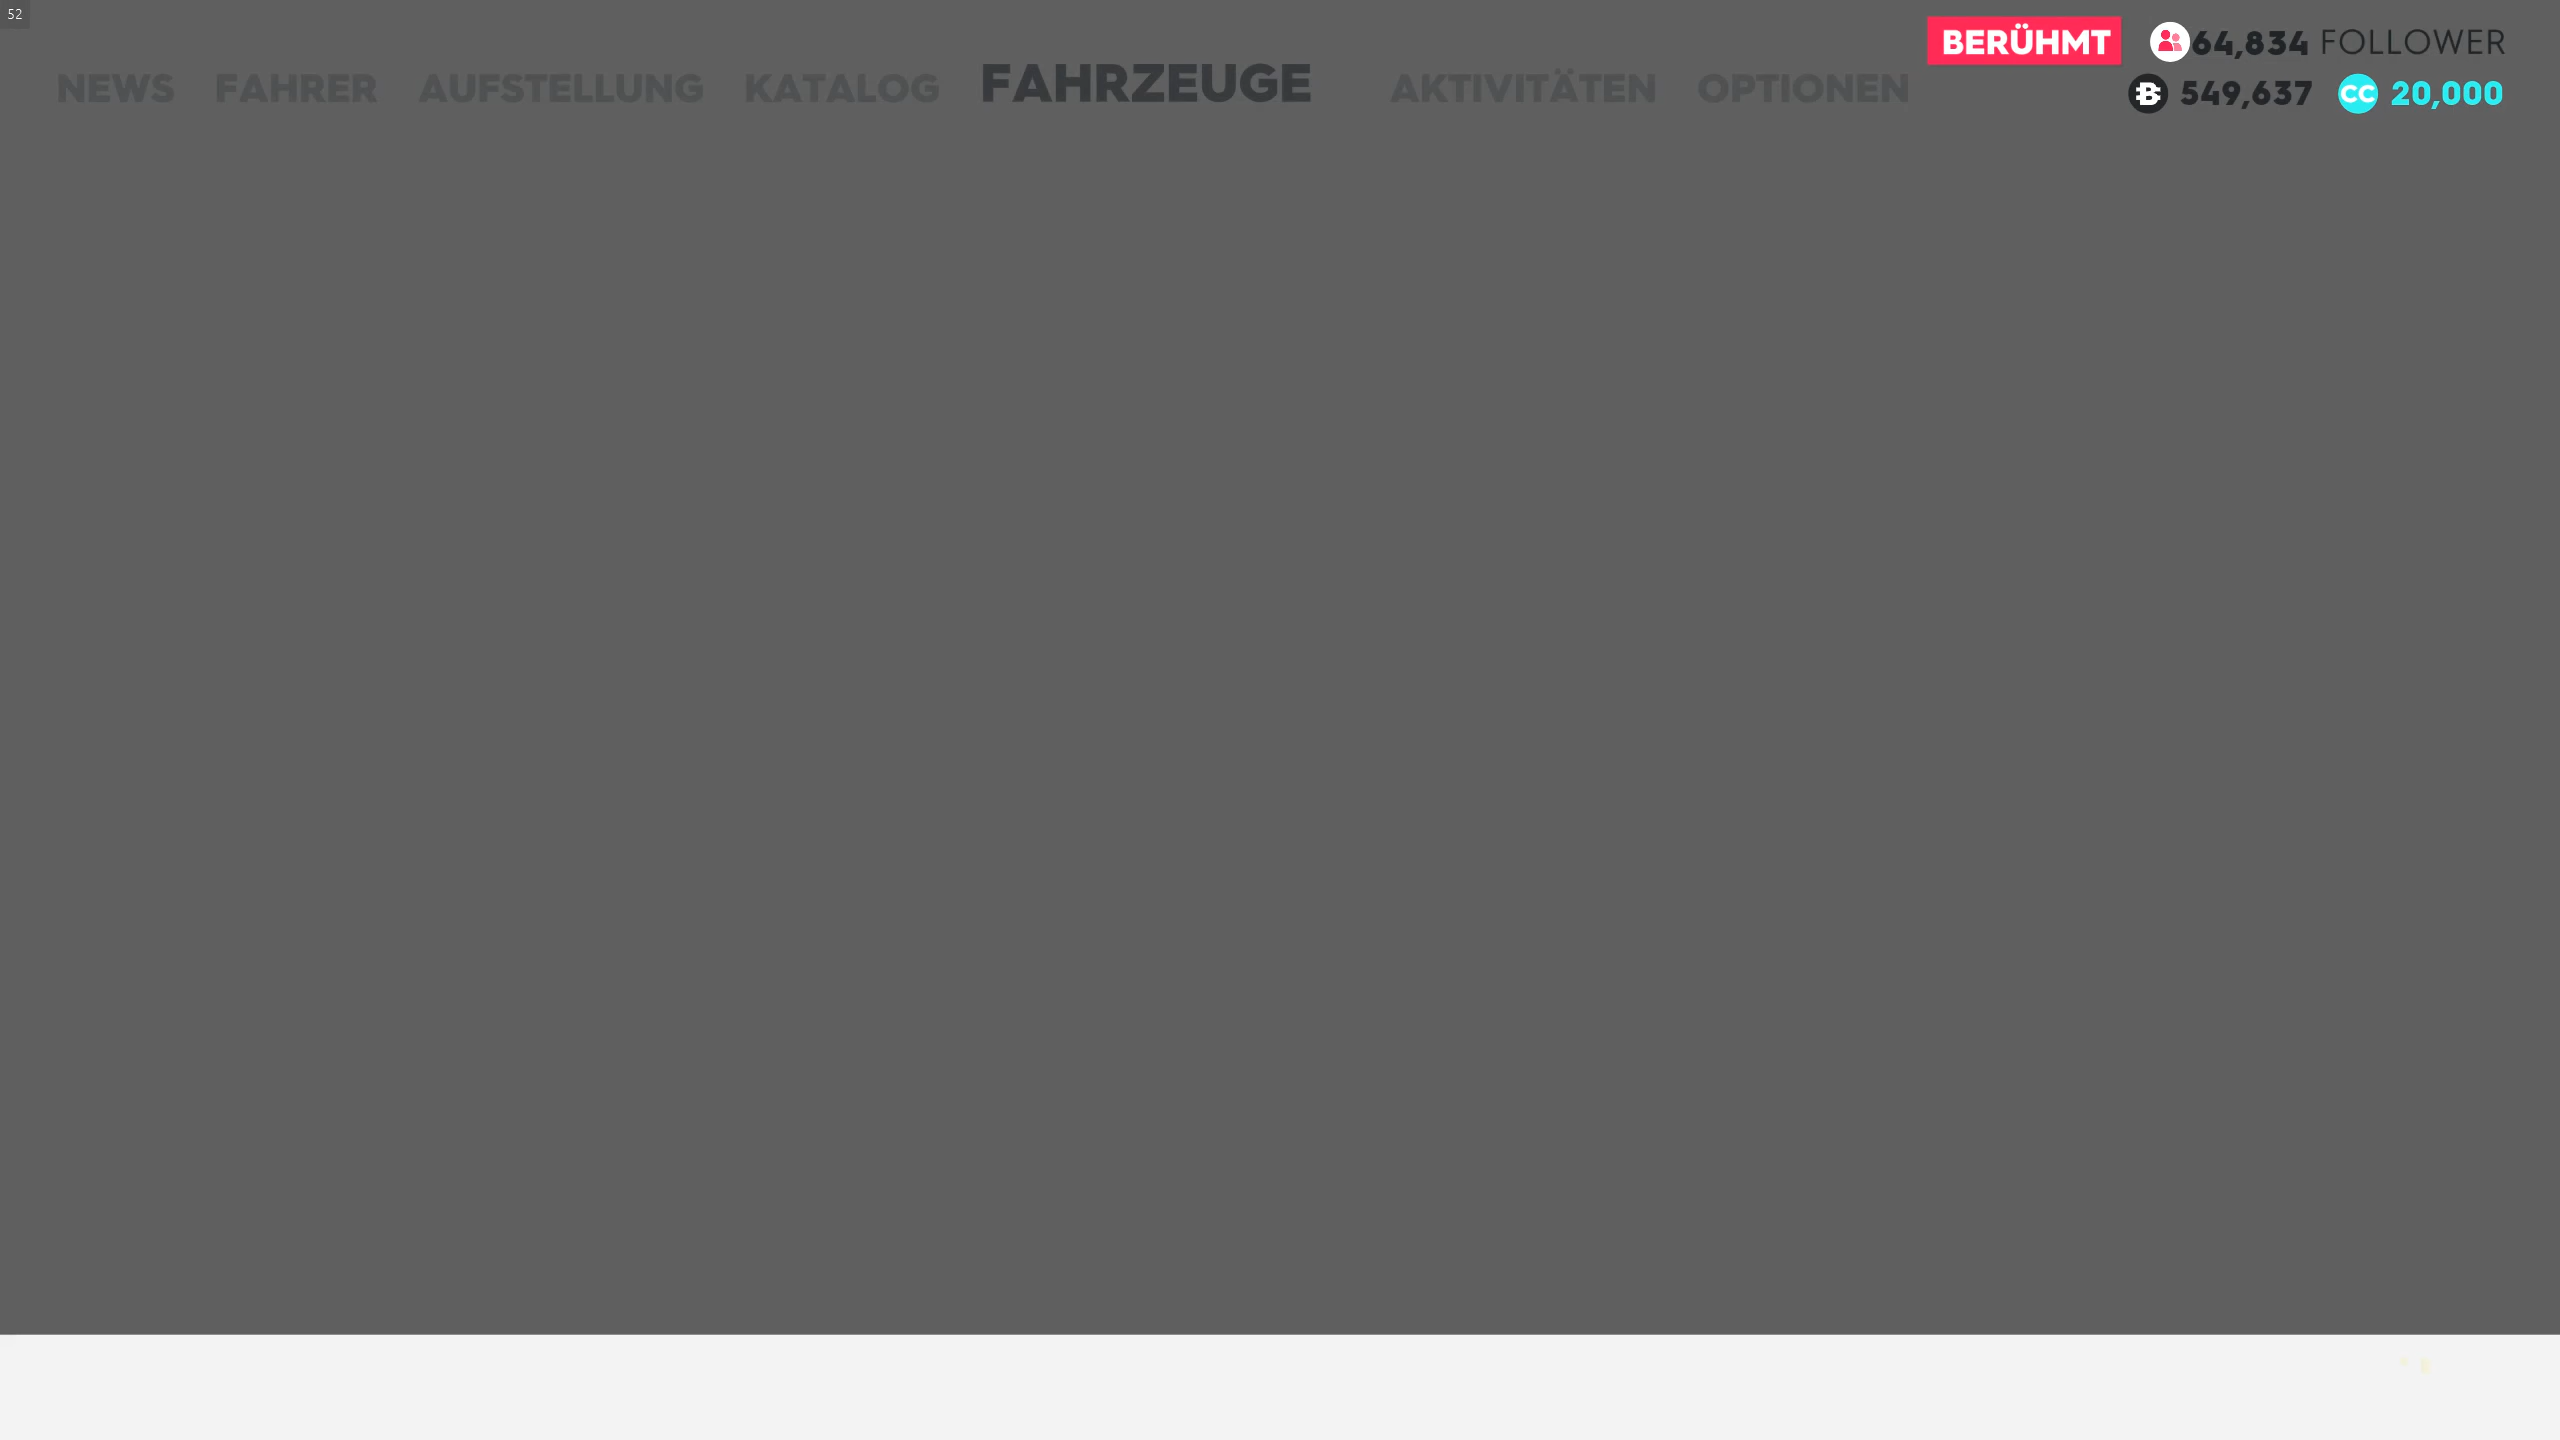 52
BERÜHMT 64,834 FOLLOWER
NEWS FAHRER AUFSTELLUNG KATALOG FAHRZEUGE AKTIVITÄTEN OPTIONEN
549,637 CC 20,000